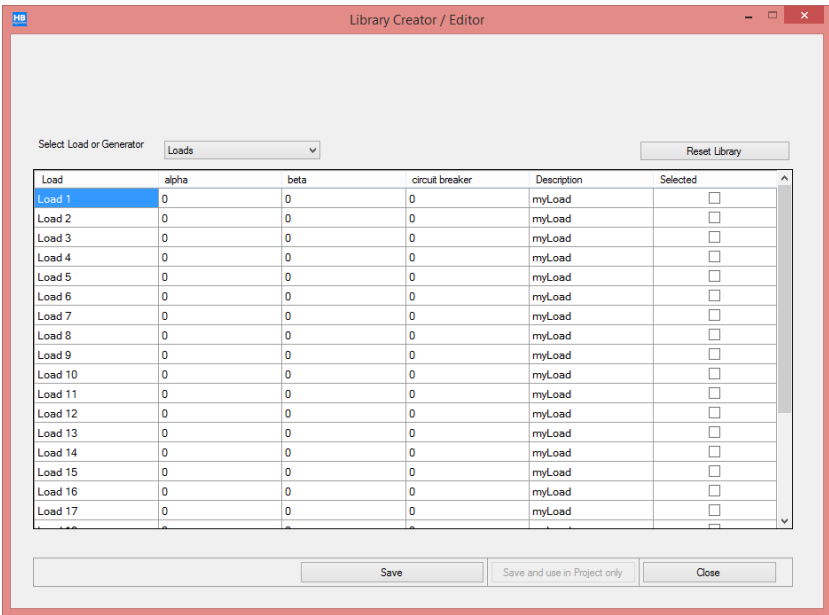 HB
Library Creator / Editor
Select Load or Generator
Loads
Reset Library
Load alpha beta circuit breaker Description Selected
Load 1 0 0 0 myLoad
Load 2 0 0 0 myLoad
Load 3 0 0 0 myLoad
Load 4 0 0 0 myLoad
Load 5 0 0 0 myLoad
Load 6 0 0 0 myLoad
Load 7 0 0 0 myLoad
Load 8 0 0 0 myLoad
Load 9 0 0 0 myLoad
Load 10 0 0 0 myLoad
Load 11 0 0 0 myLoad
Load 12 0 0 0 myLoad
Load 13 0 0 0 myLoad
Load 14 0 0 0 myLoad
Load 15 0 0 0 myLoad
Load 16 0 0 0 myLoad
Load 17 0 0 0 myLoad
Save Save and use in Project only Close